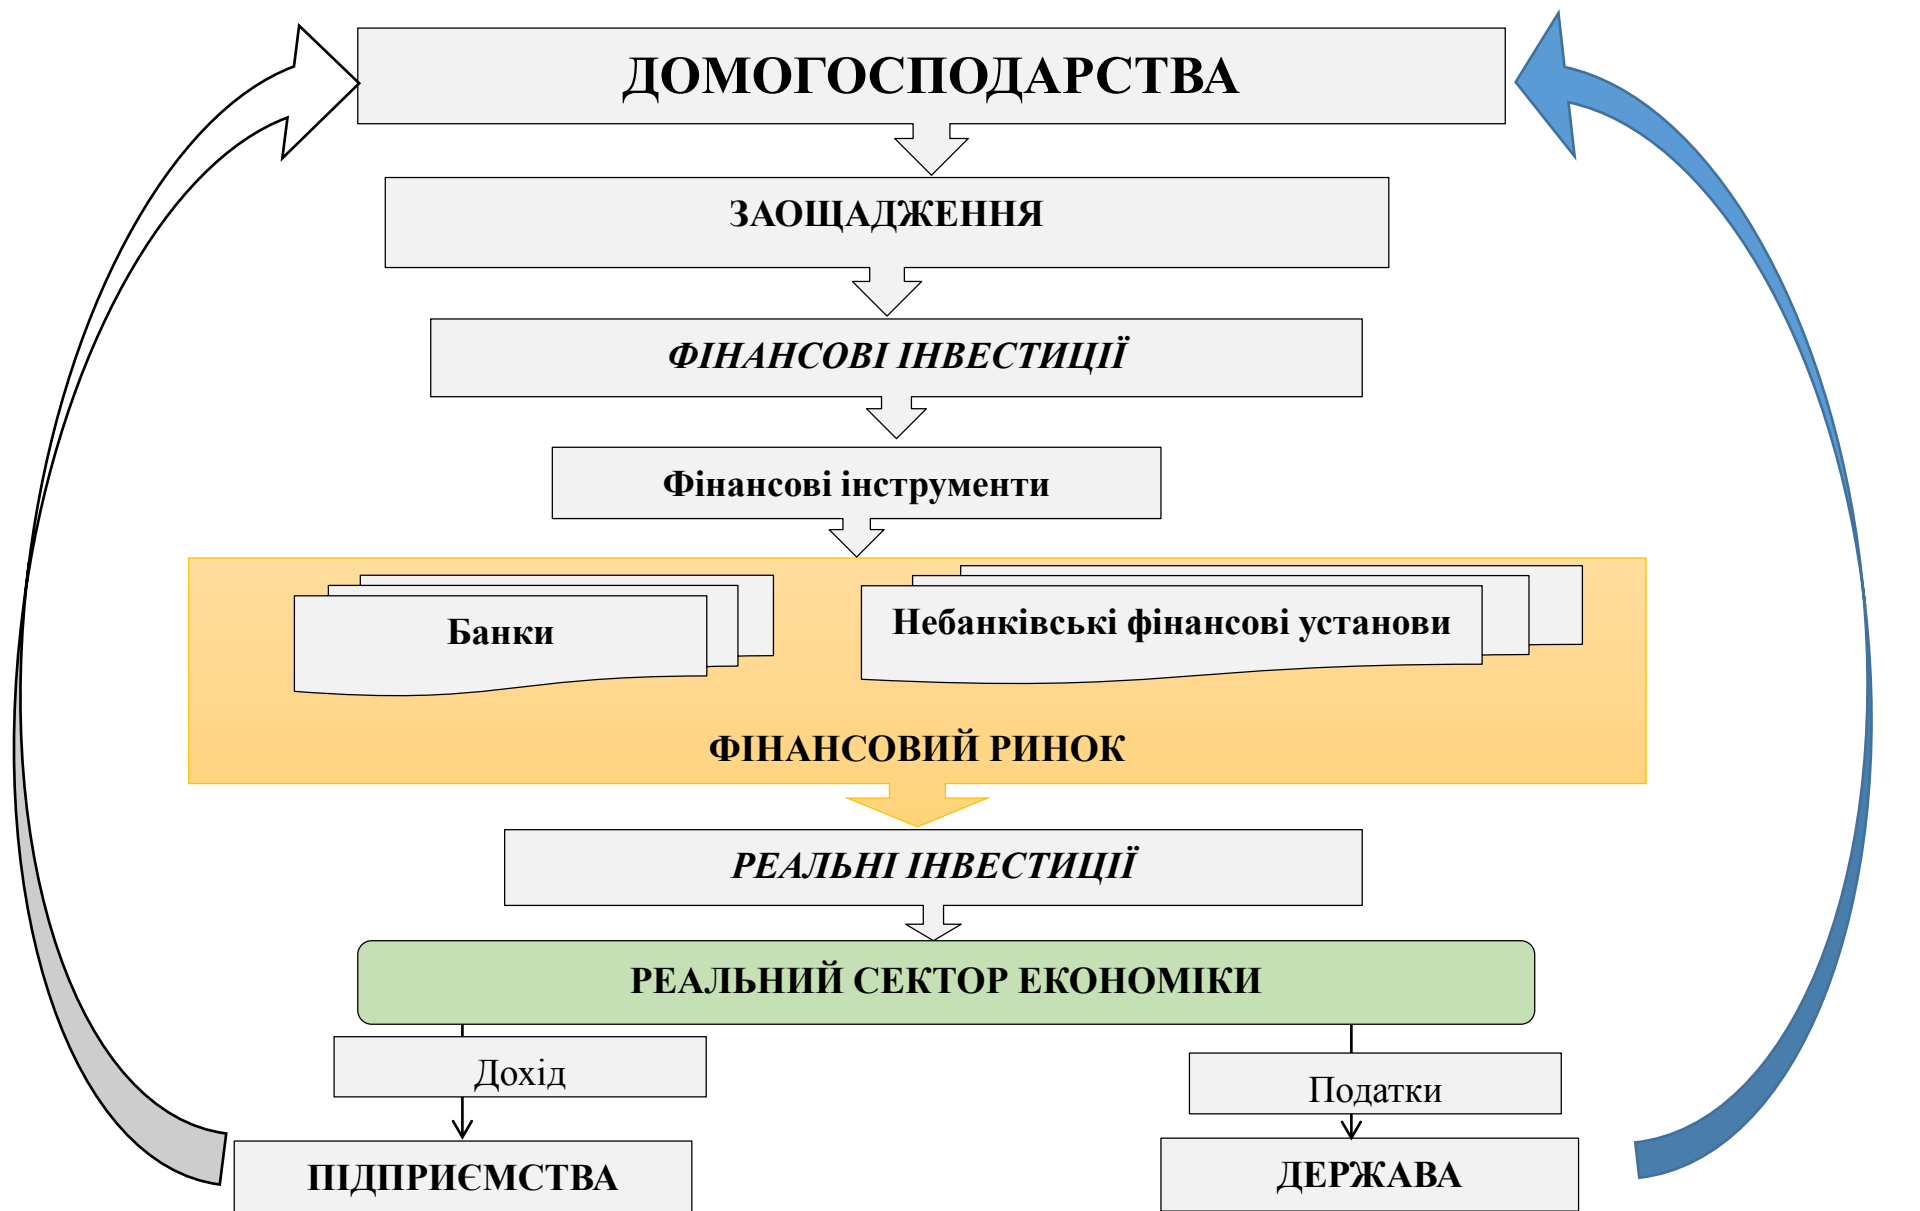 ДОМОГОСПОДАРСТВА
ЗАОЩАДЖЕННЯ
ФІНАНСОВІ ІНВЕСТИЦІЇ
Фінансові інструменти
Банки
Небанківські фінансові установи
ФІНАНСОВИЙ РИНОК
РЕАЛЬНІ ІНВЕСТИЦІЇ
РЕАЛЬНИЙ СЕКТОР ЕКОНОМІКИ
Дохід
Податки
ПІДПРИЄМСТВА
ДЕРЖАВА